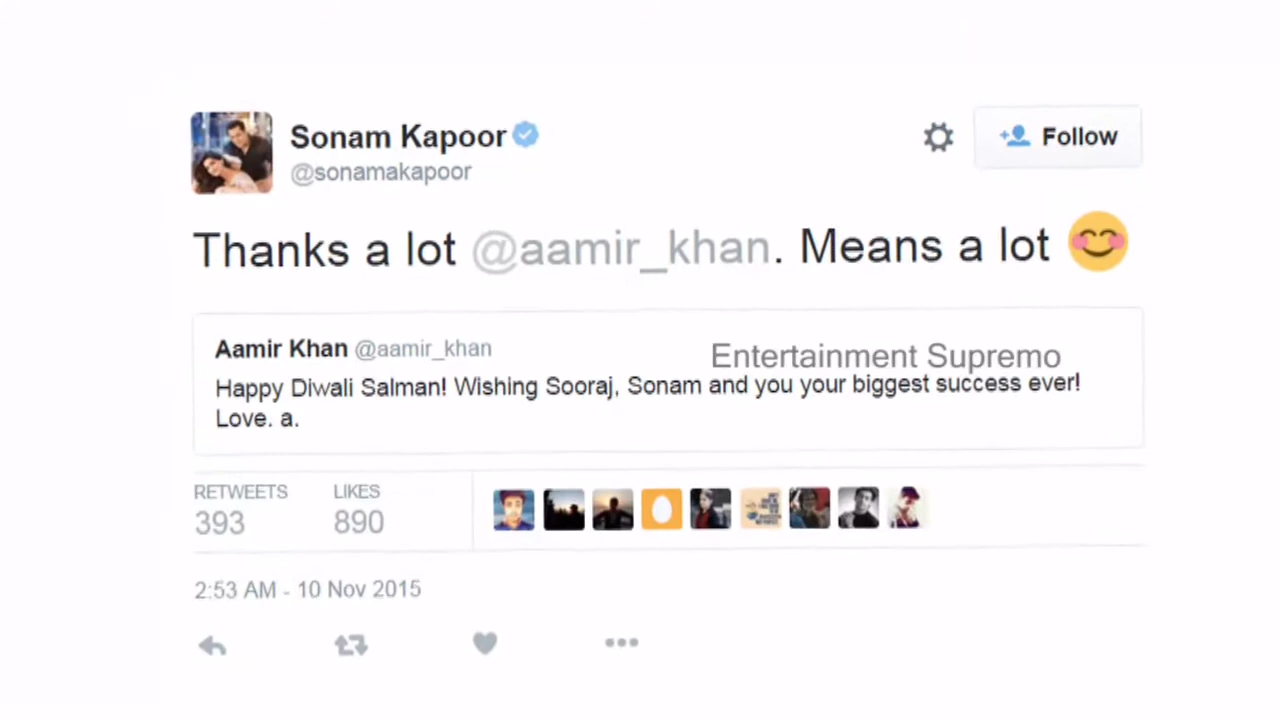 Sonam Kapoor
@sonamakapoor
Follow
Thanks a lot @aamir_khan. Means a lot 😊
Aamir Khan @aamir_khan
Entertainment Supremo
Happy Diwali Salman! Wishing Sooraj, Sonam and you your biggest success ever!
Love. a.
RETWEETS
LIKES
393
890
2:53 AM - 10 Nov 2015